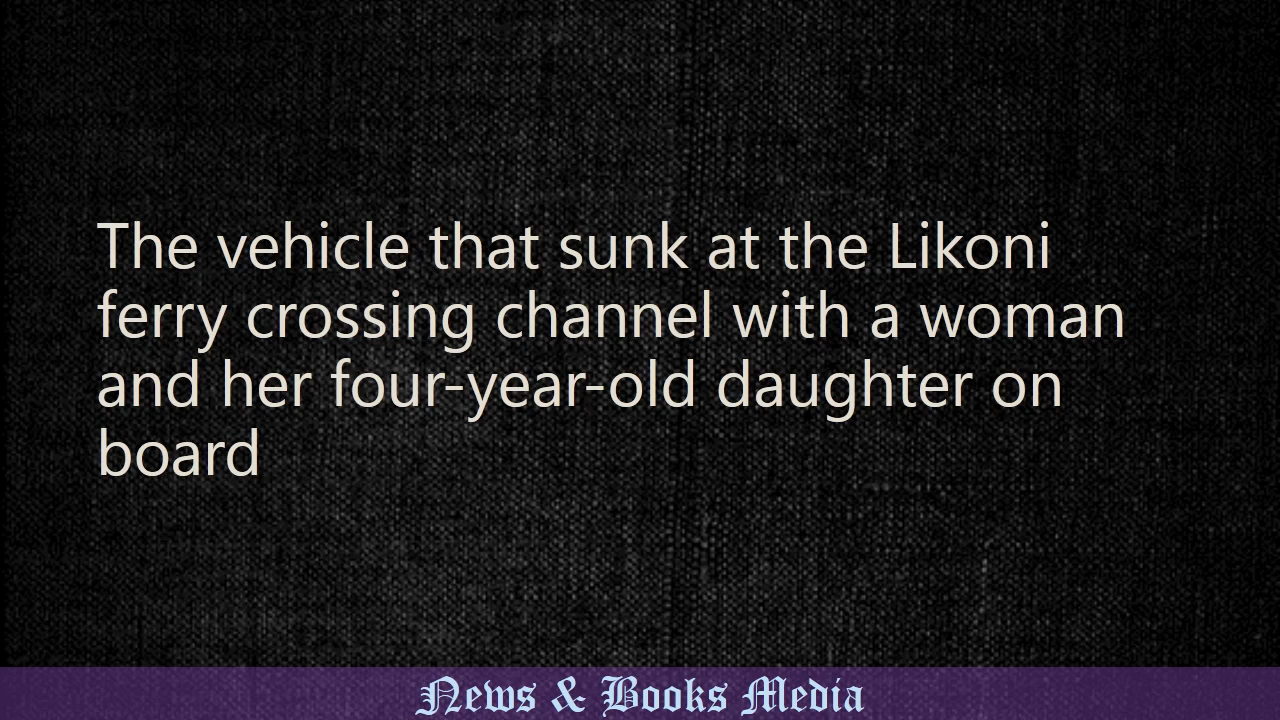 The vehicle that sunk at the Likoni
ferry crossing channel with a woman
and her four-year-old daughter on
board
News & Books Media